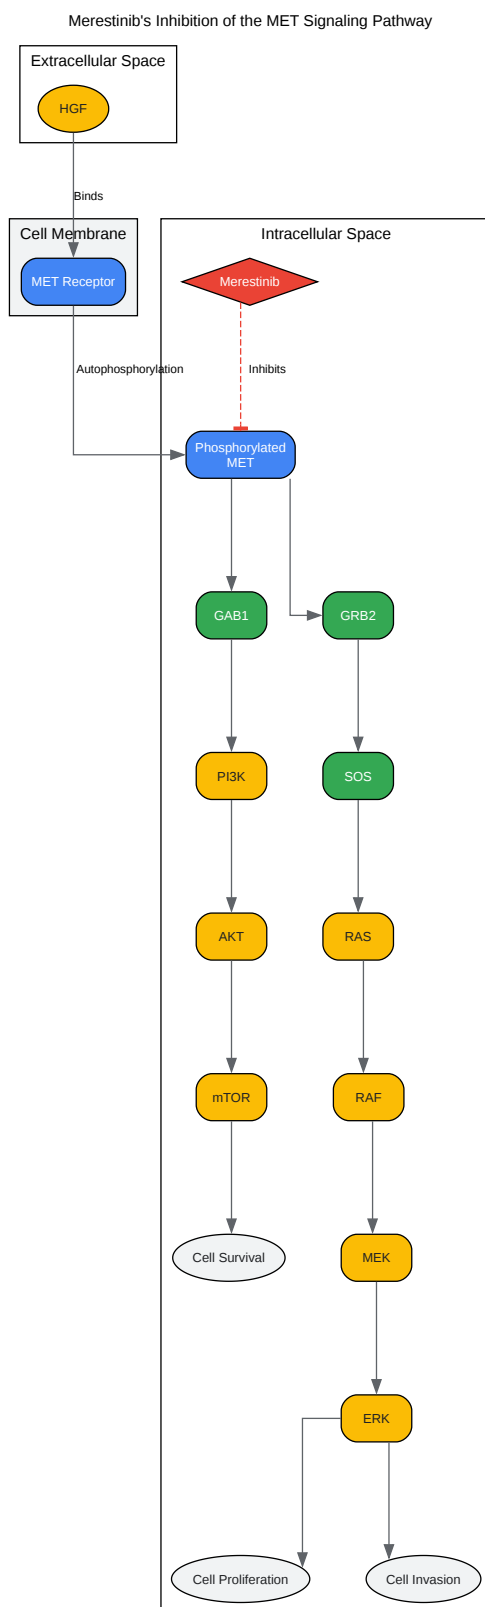 Merestinib's Inhibition of the MET Signaling Pathway
Extracellular Space
HGF
Binds
Cell Membrane
MET Receptor
Intracellular Space
Merestinib
Autophosphorylation
Inhibits
Phosphorylated
MET
GAB1
GRB2
PI3K
SOS
AKT
RAS
mTOR
RAF
Cell Survival
MEK
ERK
Cell Proliferation
Cell Invasion